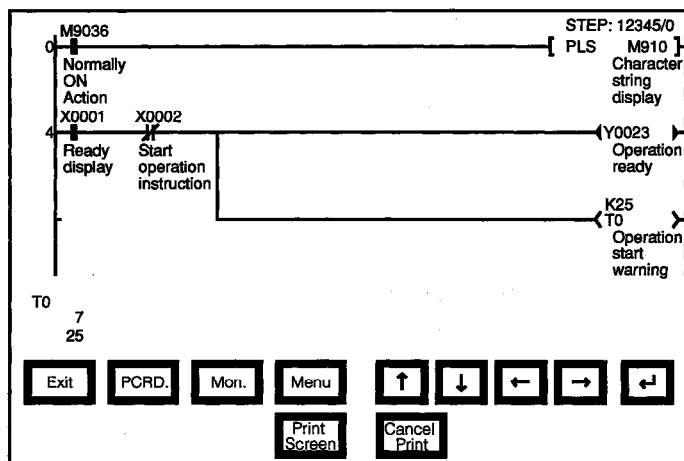 STEP: 12345/0
M9036
0
PLS M910
Normally
ON
Action
Character
string
display
X0001 X0002
4
Y0023
Ready
display
Start
operation
instruction
Operation
ready
K25
T0
Operation
start
warning
T0
7
25
Exit PCRD. Mon. Menu ↑ ↓ ← → ↵
Print
Screen
Cancel
Print